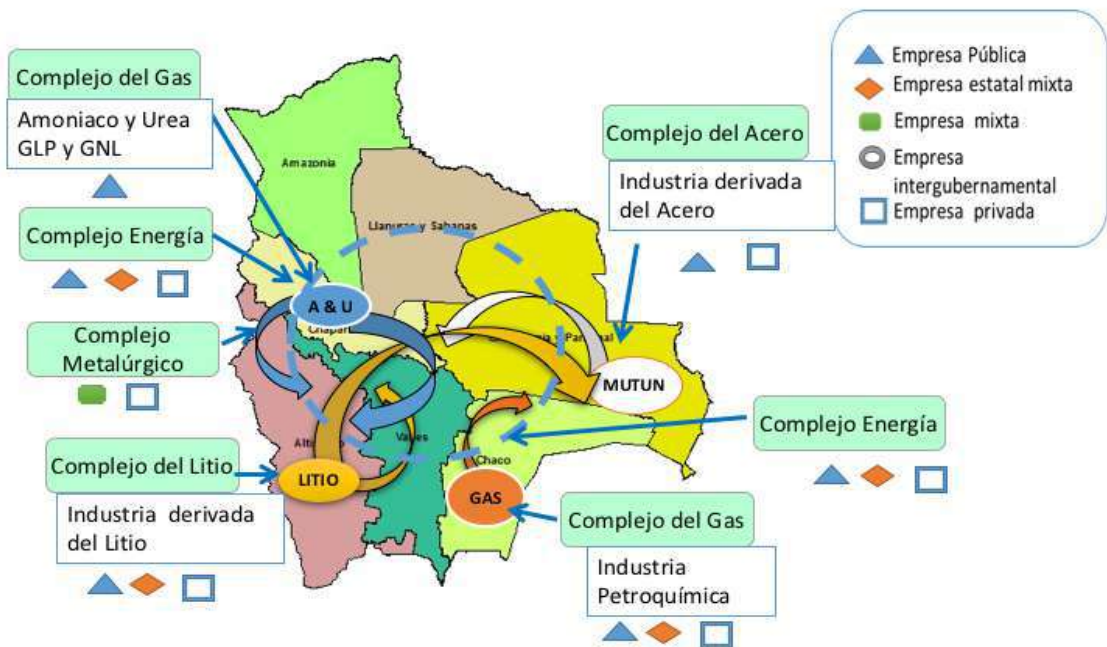 Complejo del Gas
Amoniaco y Urea
GLP y GNL
Complejo Energía
Complejo
Metalúrgico
Complejo del Litio
Industria derivada
del Litio
Amazonía
Llanuras y Sabanas
A & U
MUTUN
Valles
Chaco
LITIO
GAS
Complejo del Acero
Industria derivada
del Acero
Empresa Pública
Empresa estatal mixta
Empresa mixta
Empresa
intergubernamental
Empresa privada
Complejo Energía
Complejo del Gas
Industria
Petroquímica